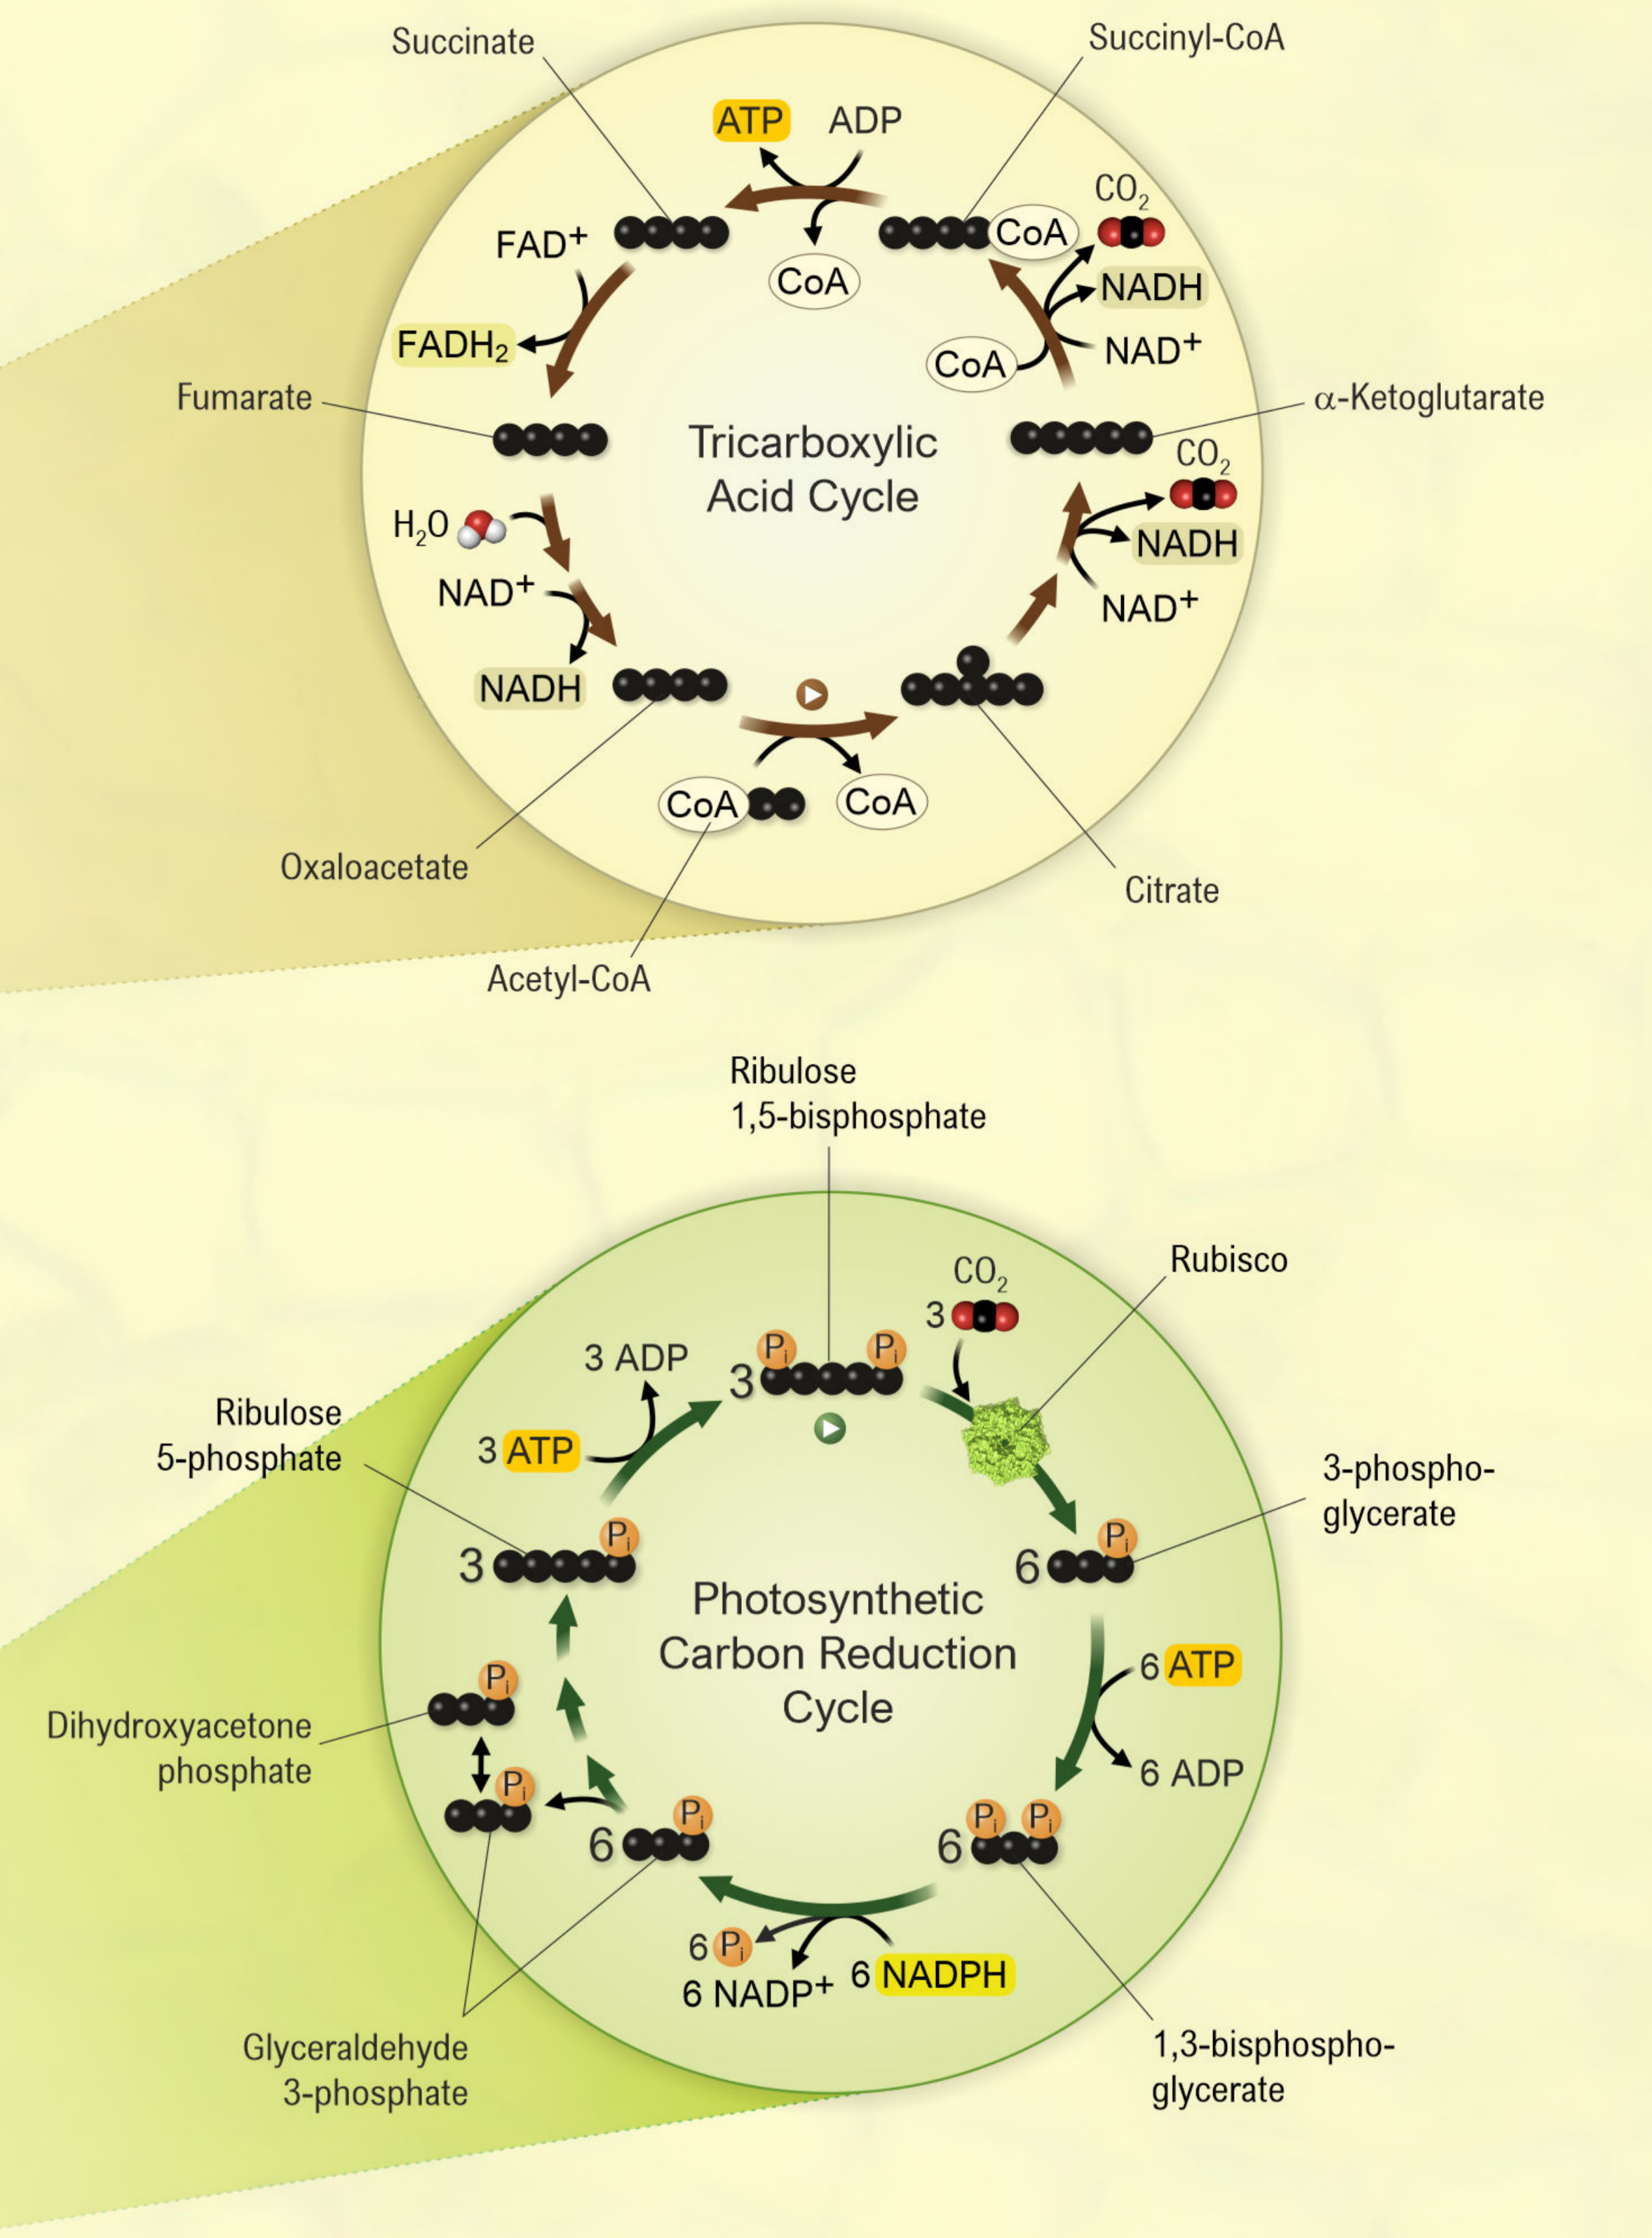 Succinate
Succinyl-CoA
ATP
ADP
CO₂
CoA
FAD⁺
CoA
NADH
FADH₂
CoA
NAD⁺
Fumarate
α-Ketoglutarate
Tricarboxylic
Acid Cycle
CO₂
H₂O
NADH
NAD⁺
NAD⁺
NADH
CoA
CoA
Oxaloacetate
Citrate
Acetyl-CoA
Ribulose
1,5-bisphosphate
Rubisco
CO₂
3
3 ADP
Pᵢ
Pᵢ
3
Ribulose
5-phosphate
3 ATP
3-phospho-
glycerate
Pᵢ
3
Pᵢ
6
Photosynthetic
Carbon Reduction
Cycle
6 ATP
6 ADP
Pᵢ
Dihydroxyacetone
phosphate
Pᵢ
Pᵢ
6
Pᵢ
Pᵢ
6
6 Pᵢ
6 NADP⁺
6 NADPH
Glyceraldehyde
3-phosphate
1,3-bisphospho-
glycerate